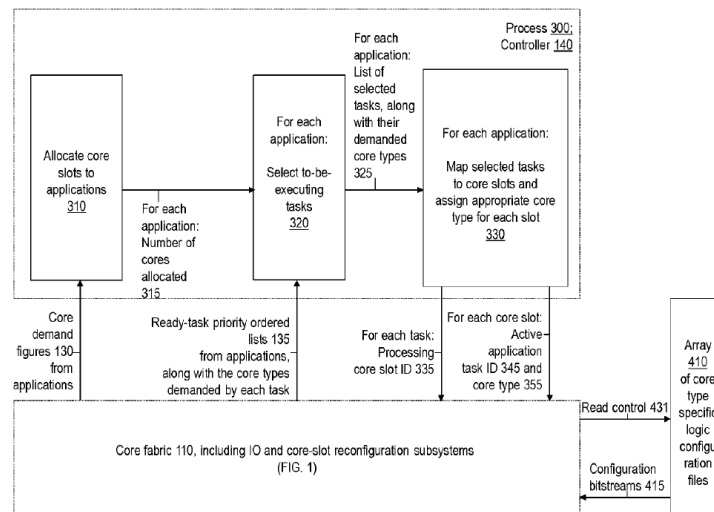 Process 300;
Controller 140
For each
application:
List of
selected
tasks, along
with their
demanded
core types
325
Allocate core
slots to
applications
310
For each
application:
Number of
cores
allocated
315
For each
application:
Select to-be-
executing
tasks
320
For each application:
Map selected tasks
to core slots and
assign appropriate core
type for each slot
330
Core
demand
figures 130
from
applications
Ready-task priority ordered
lists 135
from applications,
along with the core types
demanded by each task
For each task:
Processing
core slot ID 335
For each core slot:
Active
application
task ID 345 and
core type 355
Array
410
of core
type
specific
logic
configu
ration
files
Read control 431
Configuration
bitstreams 415
Core fabric 110, including IO and core-slot reconfiguration subsystems
(FIG. 1)